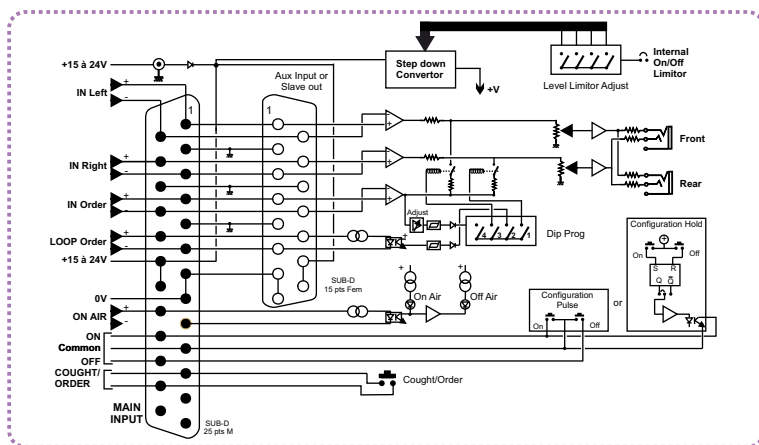 +15 à 24V
IN Left
+
-
IN Right
+
-
IN Order
+
-
LOOP Order
+
-
+15 à 24V
0V
ON AIR
+
-
ON
Common
OFF
COUGHT/
ORDER
MAIN
INPUT
1
SUB-D
25 pts M
Aux Input or
Slave out
1
SUB-D
15 pts Fem
Step down
Convertor
+V
Level Limitor Adjust
Internal
On/Off
Limitor
-
+
-
+
-
+
Front
Rear
Adjust
4 3 2 1
Dip Prog
+
+
+
On Air
Off Air
Cought/Order
Configuration
Pulse
On
Off
or
Configuration Hold
+
On
Off
S R
Q Q